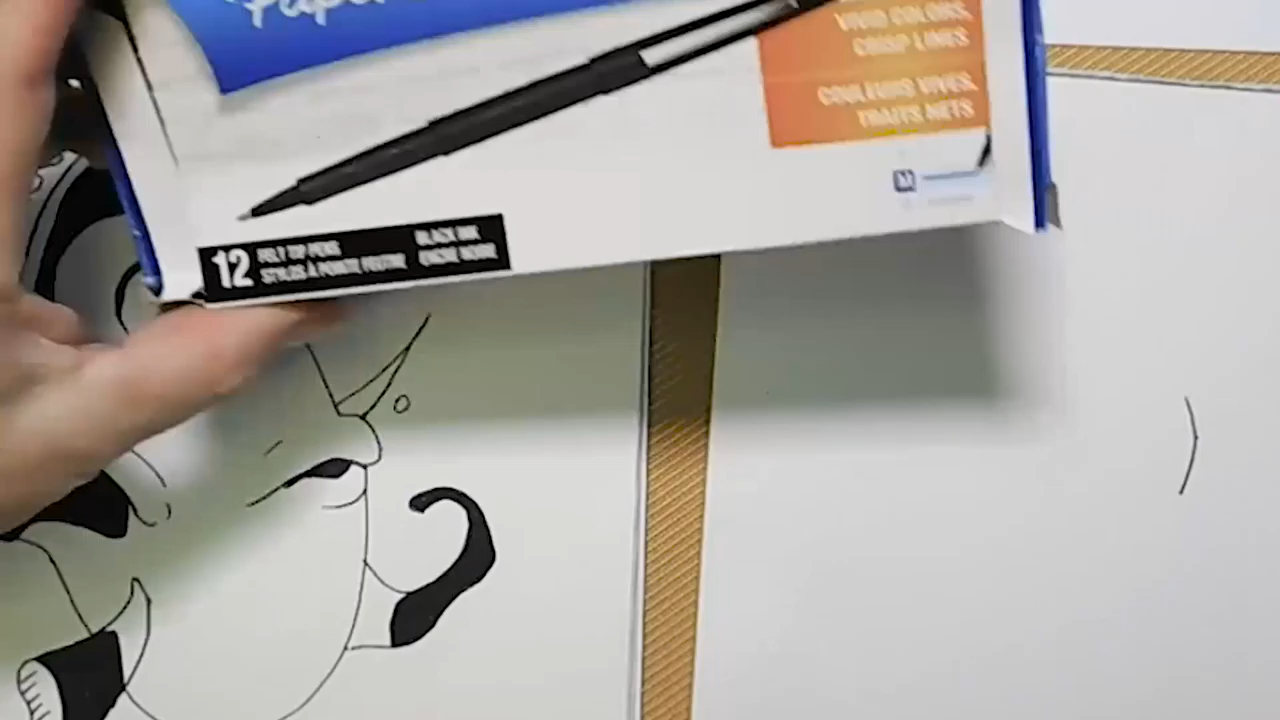 Paper
VIVID COLORS,
CRISP LINES
COULEURS VIVES,
TRAITS NETS
12
FELT TIP PENS
STYLOS À POINTE FEUTRE
BLACK INK
ENCRE NOIRE
M